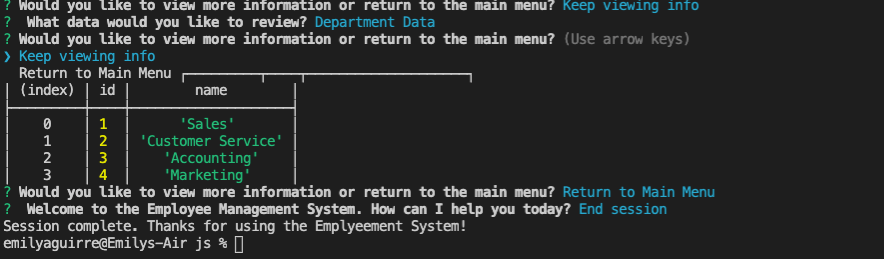 ? Would you like to view more information or return to the main menu? Keep viewing info
?  What data would you like to review? Department Data
? Would you like to view more information or return to the main menu? (Use arrow keys)
❯ Keep viewing info
  Return to Main Menu ┌─────────┬────┬────────────────────┐
│ (index) │ id │        name        │
├─────────┼────┼────────────────────┤
│    0    │ 1  │      'Sales'       │
│    1    │ 2  │ 'Customer Service' │
│    2    │ 3  │    'Accounting'    │
│    3    │ 4  │    'Marketing'     │
? Would you like to view more information or return to the main menu? Return to Main Menu
?  Welcome to the Employee Management System. How can I help you today? End session
Session complete. Thanks for using the Emplyeement System!
emilyaguirre@Emilys-Air js %